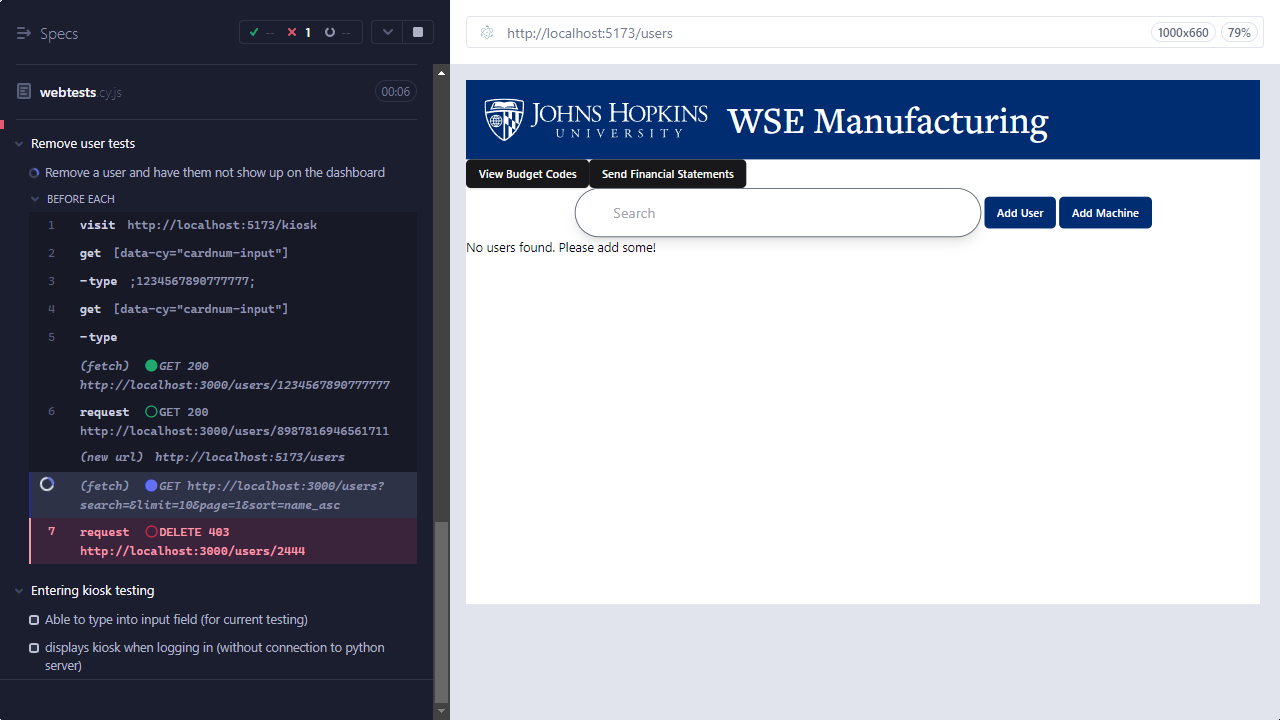 Specs
-- 1 --
webtests.cy.js 00:06
Remove user tests
Remove a user and have them not show up on the dashboard
BEFORE EACH
1 visit http://localhost:5173/kiosk
2 get [data-cy="cardnum-input"]
3 -type ;1234567890777777;
4 get [data-cy="cardnum-input"]
5 -type
(fetch) GET 200
http://localhost:3000/users/1234567890777777
6 request GET 200
http://localhost:3000/users/8987816946561711
(new url) http://localhost:5173/users
(fetch) GET http://localhost:3000/users?
search=&limit=10&page=1&sort=name_asc
7 request DELETE 403
http://localhost:3000/users/2444
Entering kiosk testing
Able to type into input field (for current testing)
displays kiosk when logging in (without connection to python
server)
http://localhost:5173/users 1000x660 79%
JOHNS HOPKINS
UNIVERSITY
WSE Manufacturing
View Budget Codes Send Financial Statements
Search Add User Add Machine
No users found. Please add some!